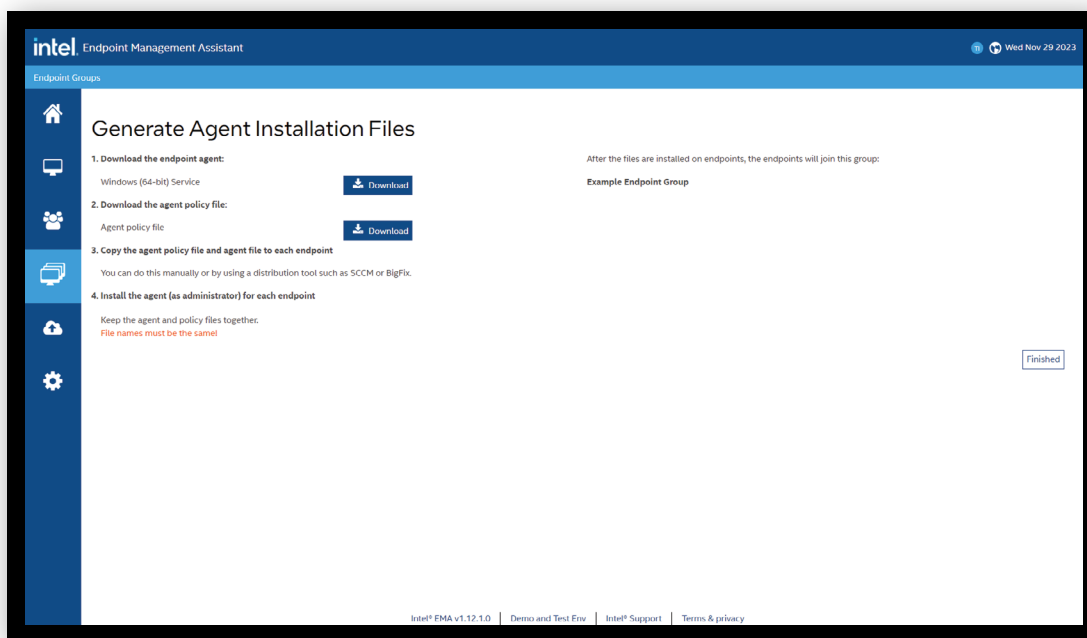 intel. Endpoint Management Assistant
TI Wed Nov 29 2023
Endpoint Groups
Generate Agent Installation Files
1. Download the endpoint agent:
Windows (64-bit) Service
Download
2. Download the agent policy file:
Agent policy file
Download
3. Copy the agent policy file and agent file to each endpoint
You can do this manually or by using a distribution tool such as SCCM or BigFix.
4. Install the agent (as administrator) for each endpoint
Keep the agent and policy files together.
File names must be the same!
After the files are installed on endpoints, the endpoints will join this group:
Example Endpoint Group
Finished
Intel® EMA v1.12.1.0 | Demo and Test Env | Intel® Support | Terms & privacy